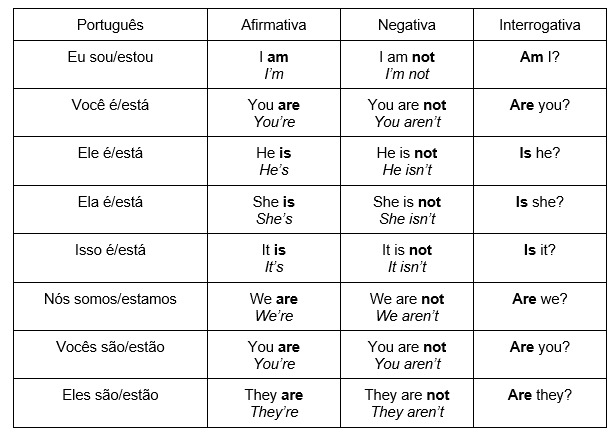 Português Afirmativa Negativa Interrogativa
Eu sou/estou I am I am not Am I?
I'm I'm not
Você é/está You are You are not Are you?
You're You aren't
Ele é/está He is He is not Is he?
He's He isn't
Ela é/está She is She is not Is she?
She's She isn't
Isso é/está It is It is not Is it?
It's It isn't
Nós somos/estamos We are We are not Are we?
We're We aren't
Vocês são/estão You are You are not Are you?
You're You aren't
Eles são/estão They are They are not Are they?
They're They aren't